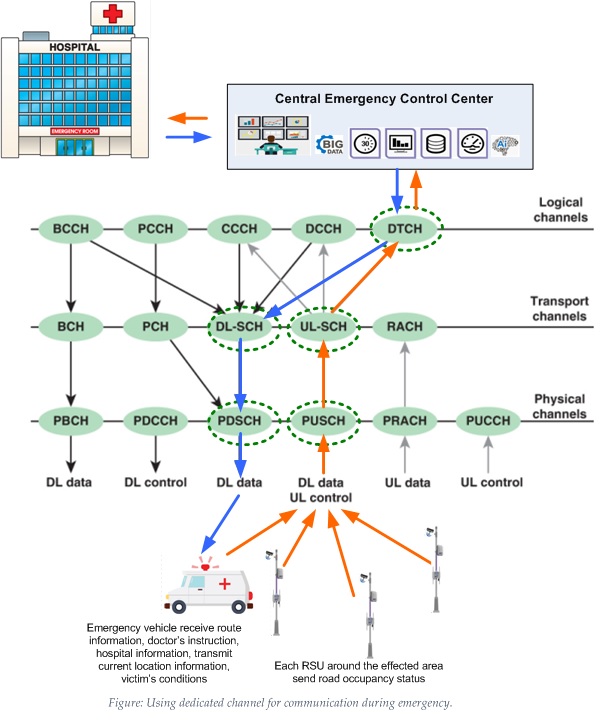 HOSPITAL
EMERGENCY ROOM
Central Emergency Control Center
BIG
DATA
30
Ai
Logical
channels
BCCH PCCH CCCH DCCH DTCH
Transport
channels
BCH PCH DL-SCH UL-SCH RACH
Physical
channels
PBCH PDCCH PDSCH PUSCH PRACH PUCCH
DL data DL control DL data DL data UL data UL control
UL control
Emergency vehicle receive route
information, doctor's instruction,
hospital information, transmit
current location information,
victim's conditions
Each RSU around the effected area
send road occupancy status
Figure: Using dedicated channel for communication during emergency.